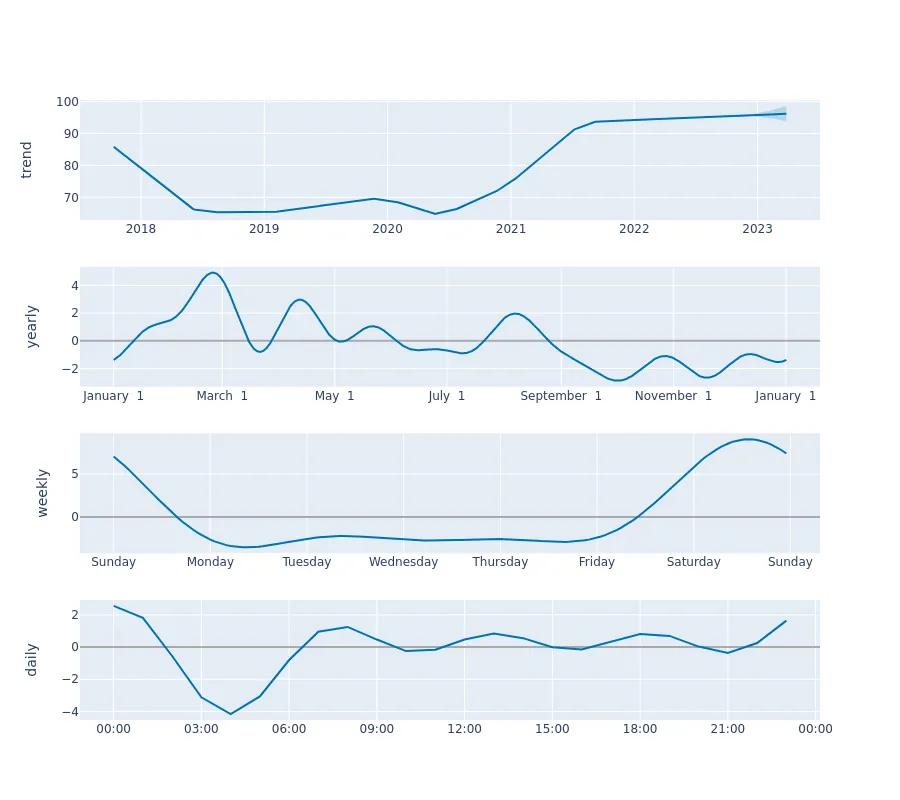 trend
100
90
80
70
2018 2019 2020 2021 2022 2023
yearly
4
2
0
−2
January 1 March 1 May 1 July 1 September 1 November 1 January 1
weekly
5
0
Sunday Monday Tuesday Wednesday Thursday Friday Saturday Sunday
daily
2
0
−2
−4
00:00 03:00 06:00 09:00 12:00 15:00 18:00 21:00 00:00